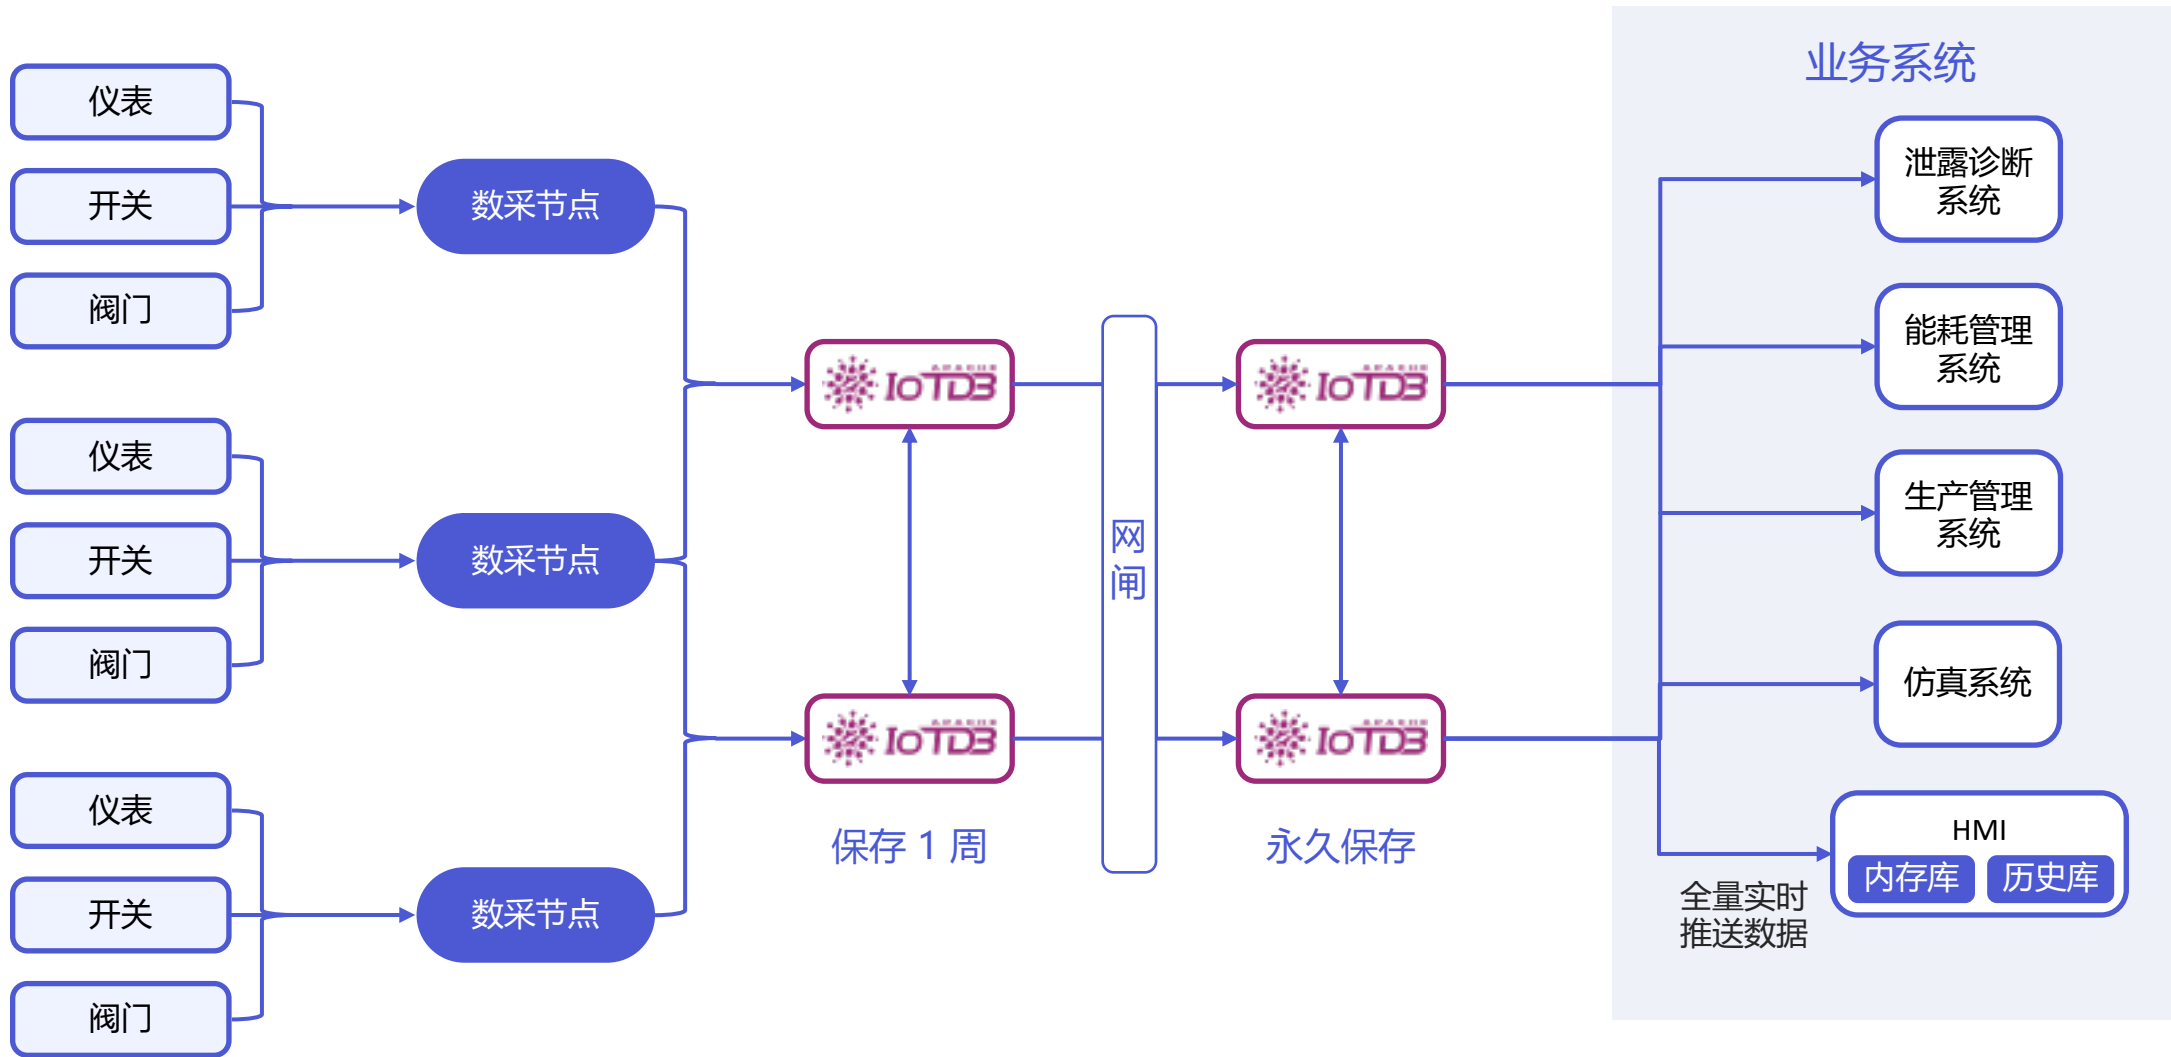 仪表
开关
阀门
仪表
开关
阀门
仪表
开关
阀门
数采节点
数采节点
数采节点
IoTDB
IoTDB
保存 1 周
网
闸
IoTDB
IoTDB
永久保存
业务系统
泄露诊断
系统
能耗管理
系统
生产管理
系统
仿真系统
HMI
内存库
历史库
全量实时
推送数据